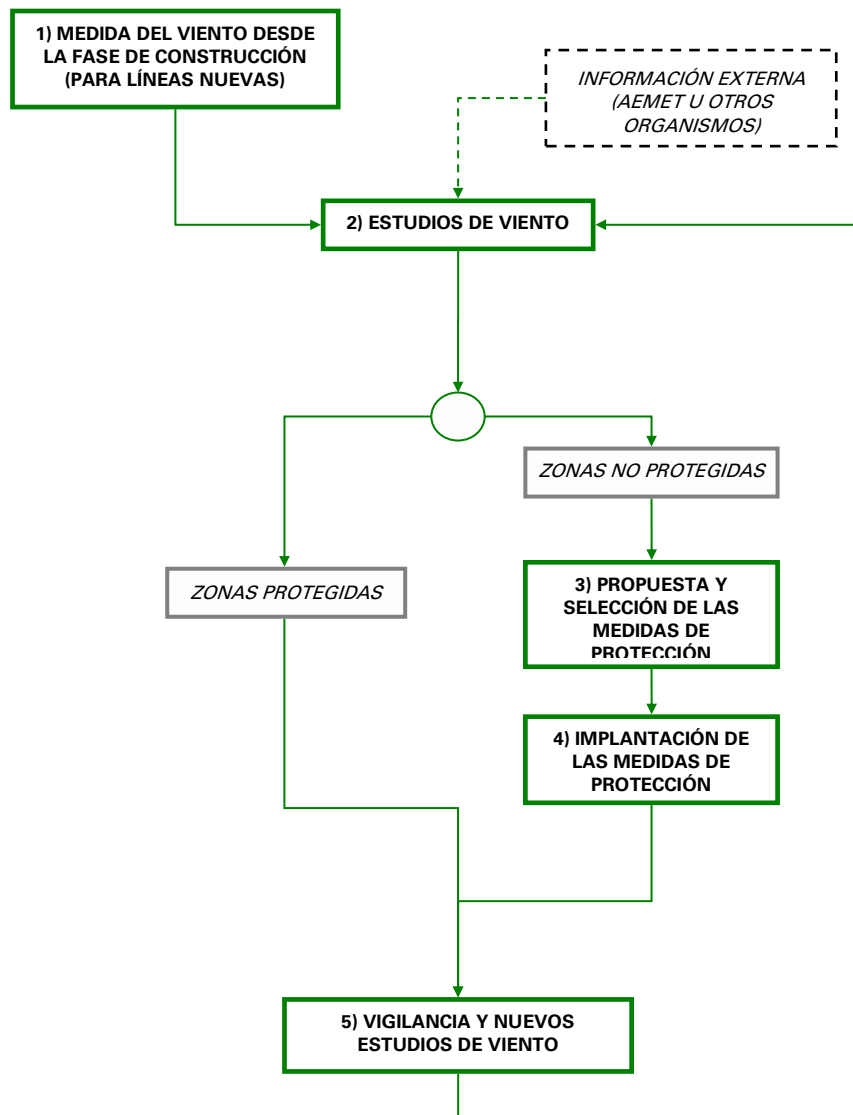 1) MEDIDA DEL VIENTO DESDE
LA FASE DE CONSTRUCCIÓN
(PARA LÍNEAS NUEVAS)
INFORMACIÓN EXTERNA
(AEMET U OTROS
ORGANISMOS)
2) ESTUDIOS DE VIENTO
ZONAS NO PROTEGIDAS
ZONAS PROTEGIDAS
3) PROPUESTA Y
SELECCIÓN DE LAS
MEDIDAS DE
PROTECCIÓN
4) IMPLANTACIÓN DE
LAS MEDIDAS DE
PROTECCIÓN
5) VIGILANCIA Y NUEVOS
ESTUDIOS DE VIENTO